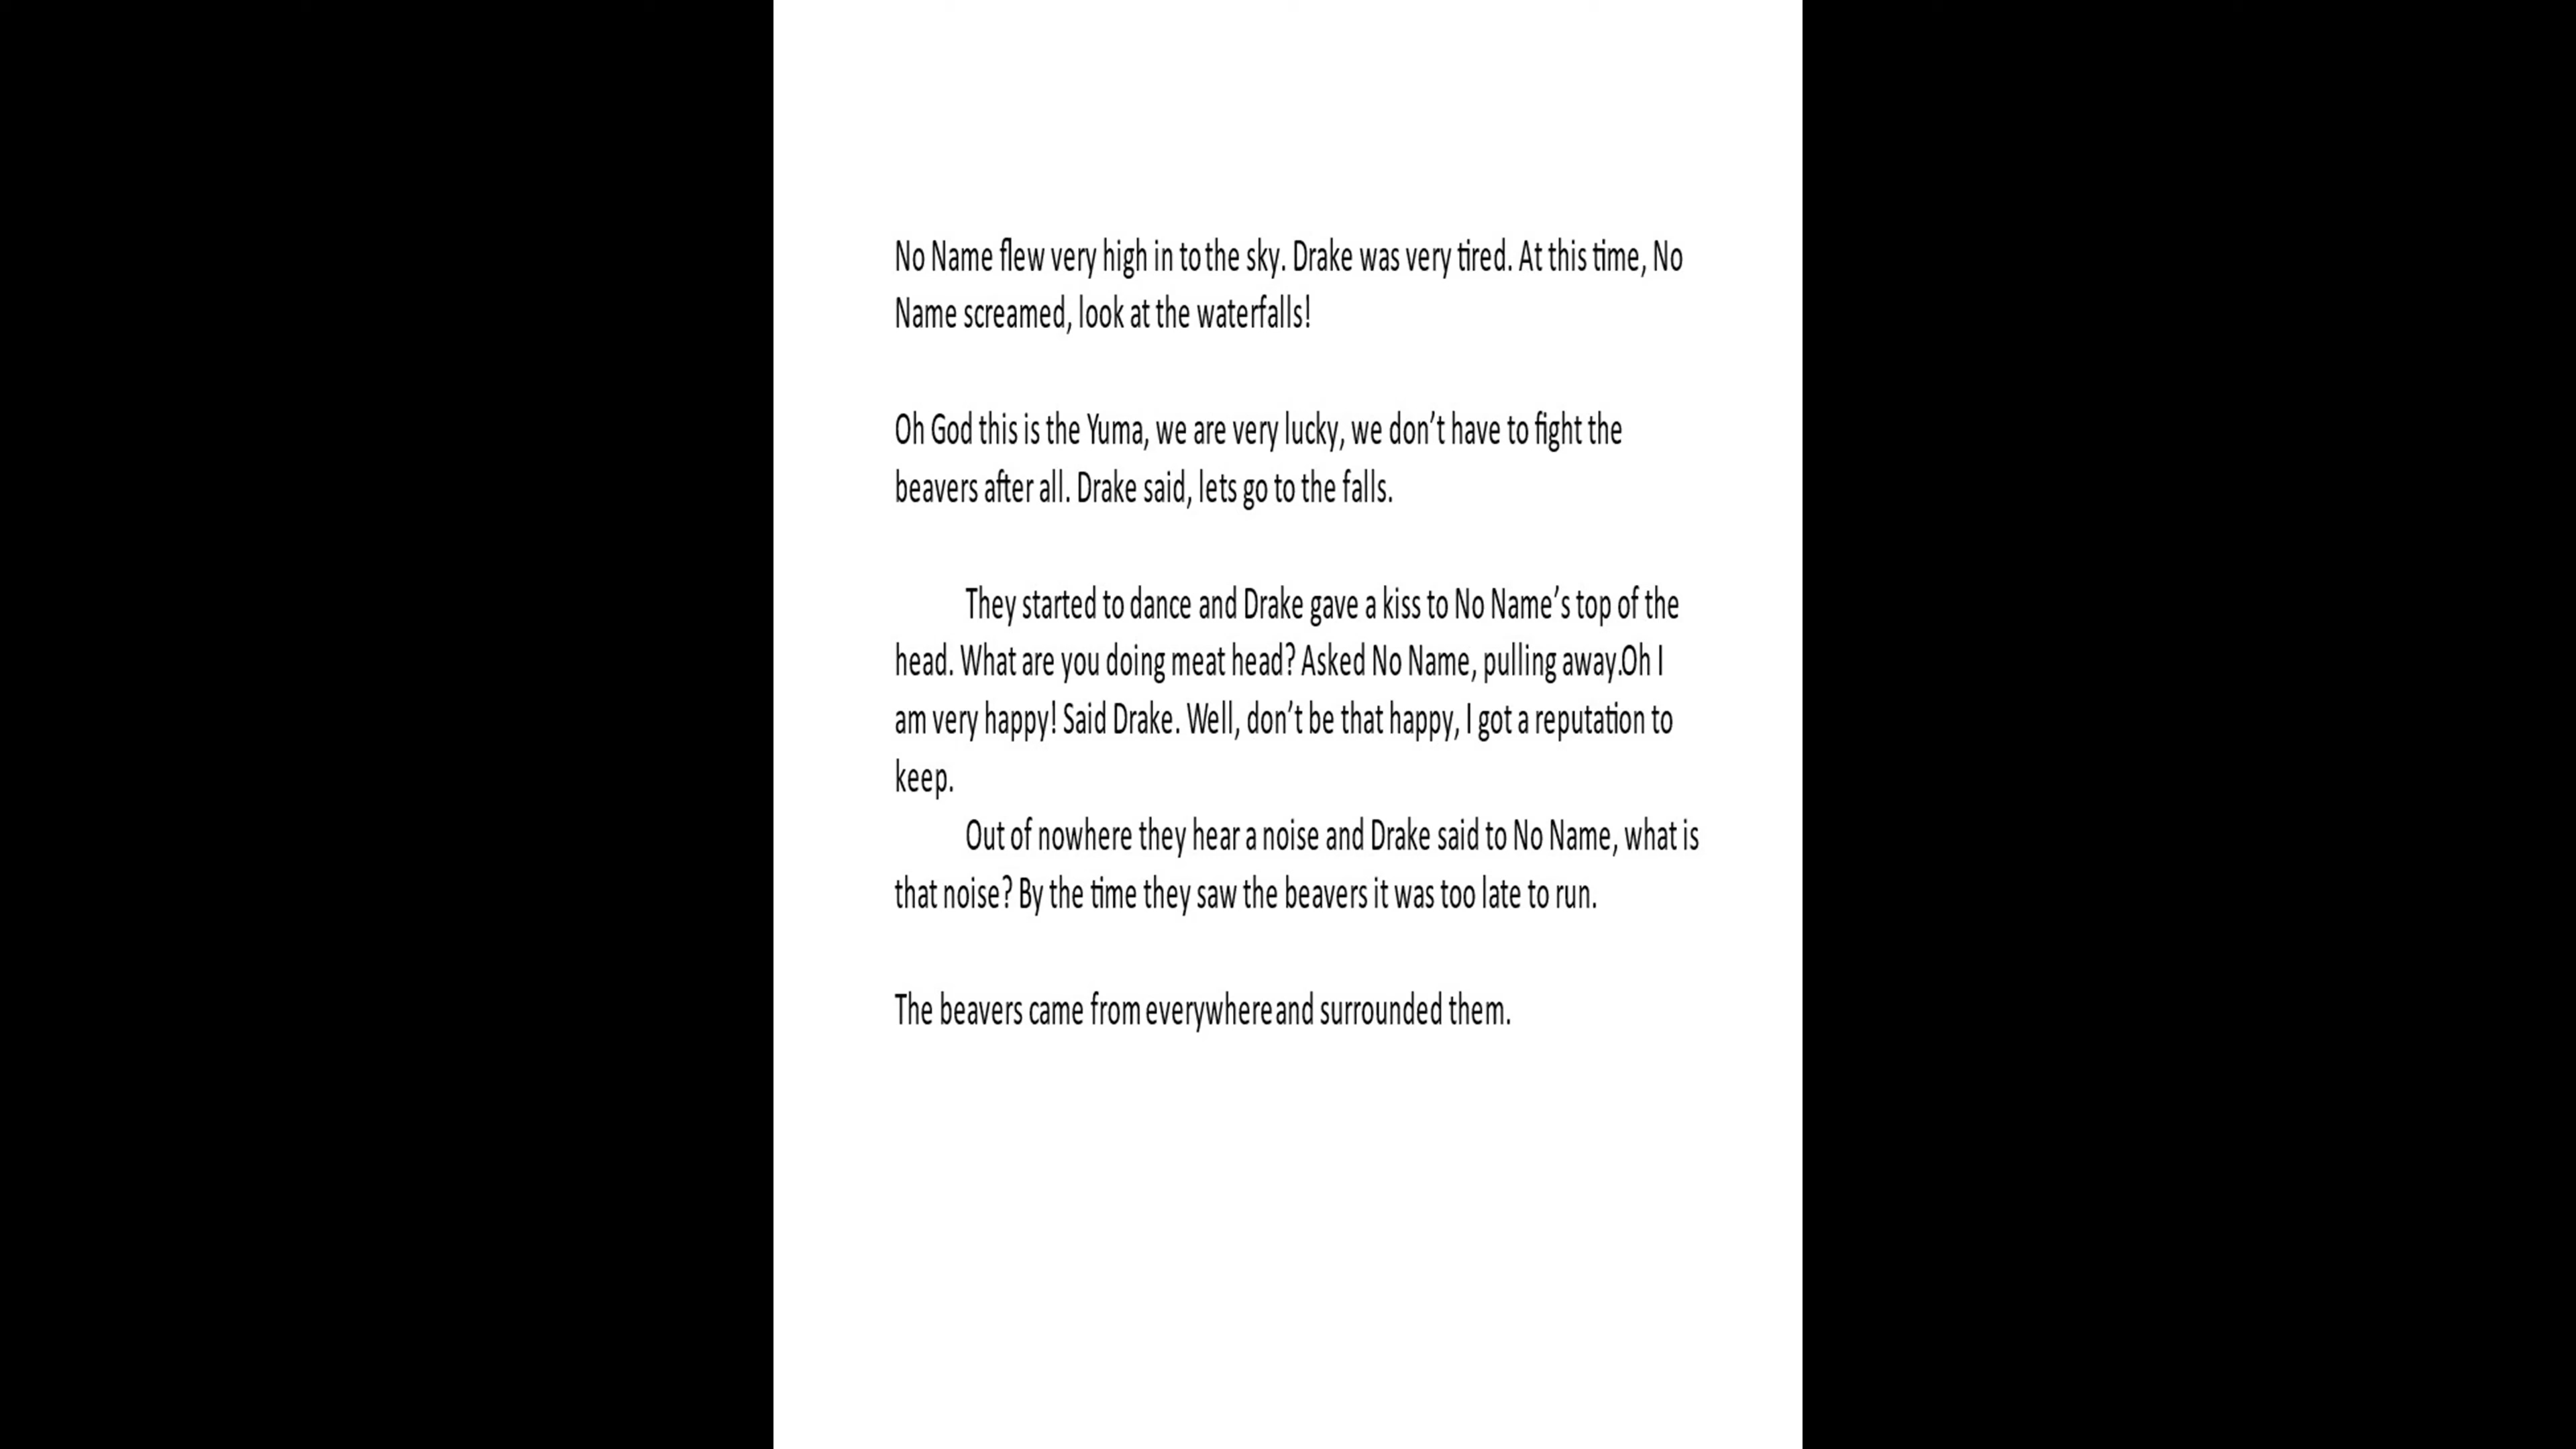 No Name flew very high in to the sky. Drake was very tired. At this time, No
Name screamed, look at the waterfalls!
Oh God this is the Yuma, we are very lucky, we don’t have to fight the
beavers after all. Drake said, lets go to the falls.
They started to dance and Drake gave a kiss to No Name’s top of the
head. What are you doing meat head? Asked No Name, pulling away.Oh I
am very happy! Said Drake. Well, don’t be that happy, I got a reputation to
keep.
Out of nowhere they hear a noise and Drake said to No Name, what is
that noise? By the time they saw the beavers it was too late to run.
The beavers came from everywhere and surrounded them.